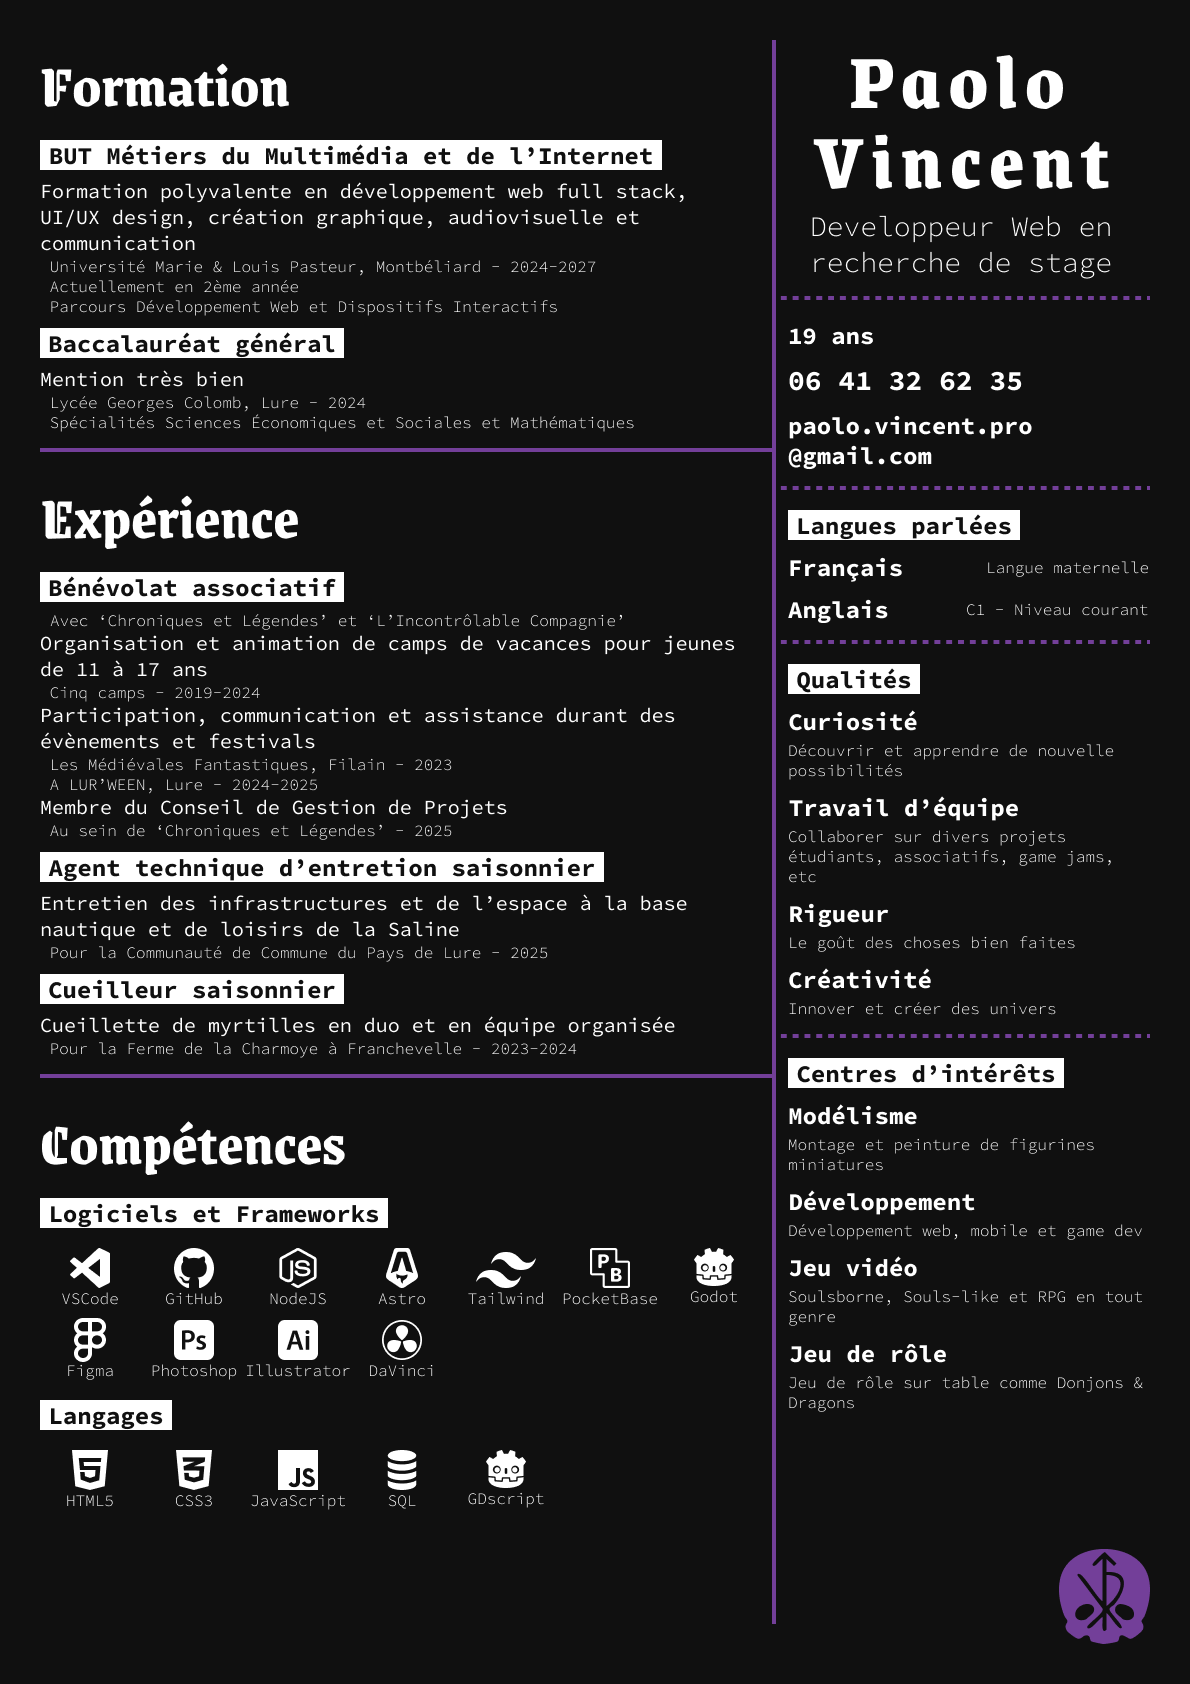 Formation
BUT Métiers du Multimédia et de l’Internet
Formation polyvalente en développement web full stack,
UI/UX design, création graphique, audiovisuelle et
communication
Université Marie & Louis Pasteur, Montbéliard - 2024-2027
Actuellement en 2ème année
Parcours Développement Web et Dispositifs Interactifs
Baccalauréat général
Mention très bien
Lycée Georges Colomb, Lure - 2024
Spécialités Sciences Économiques et Sociales et Mathématiques
Expérience
Bénévolat associatif
Avec ‘Chroniques et Légendes’ et ‘L’Incontrôlable Compagnie’
Organisation et animation de camps de vacances pour jeunes
de 11 à 17 ans
Cinq camps - 2019-2024
Participation, communication et assistance durant des
évènements et festivals
Les Médiévales Fantastiques, Filain - 2023
A LUR’WEEN, Lure - 2024-2025
Membre du Conseil de Gestion de Projets
Au sein de ‘Chroniques et Légendes’ - 2025
Agent technique d’entretion saisonnier
Entretien des infrastructures et de l’espace à la base
nautique et de loisirs de la Saline
Pour la Communauté de Commune du Pays de Lure - 2025
Cueilleur saisonnier
Cueillette de myrtilles en duo et en équipe organisée
Pour la Ferme de la Charmoye à Franchevelle - 2023-2024
Compétences
Logiciels et Frameworks
VSCode GitHub NodeJS Astro Tailwind PocketBase Godot
Figma Photoshop Illustrator DaVinci
Langages
HTML5 CSS3 JavaScript SQL GDscript
Paolo
Vincent
Developpeur Web en
recherche de stage
19 ans
06 41 32 62 35
paolo.vincent.pro
@gmail.com
Langues parlées
Français Langue maternelle
Anglais C1 - Niveau courant
Qualités
Curiosité
Découvrir et apprendre de nouvelle
possibilités
Travail d’équipe
Collaborer sur divers projets
étudiants, associatifs, game jams,
etc
Rigueur
Le goût des choses bien faites
Créativité
Innover et créer des univers
Centres d’intérêts
Modélisme
Montage et peinture de figurines
miniatures
Développement
Développement web, mobile et game dev
Jeu vidéo
Soulsborne, Souls-like et RPG en tout
genre
Jeu de rôle
Jeu de rôle sur table comme Donjons &
Dragons